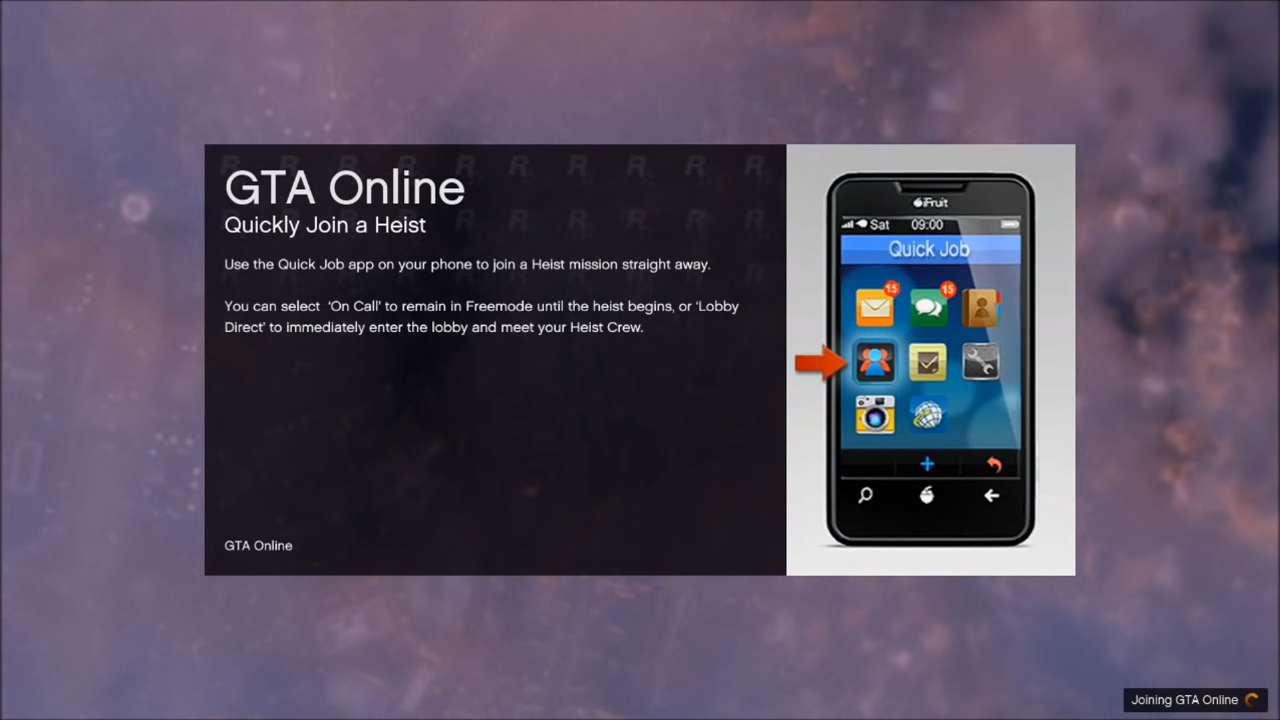 GTA Online
Quickly Join a Heist
Use the Quick Job app on your phone to join a Heist mission straight away.
You can select 'On Call' to remain in Freemode until the heist begins, or 'Lobby
Direct' to immediately enter the lobby and meet your Heist Crew.
GTA Online
iFruit
Sat 09:00
Quick Job
15 15
Joining GTA Online